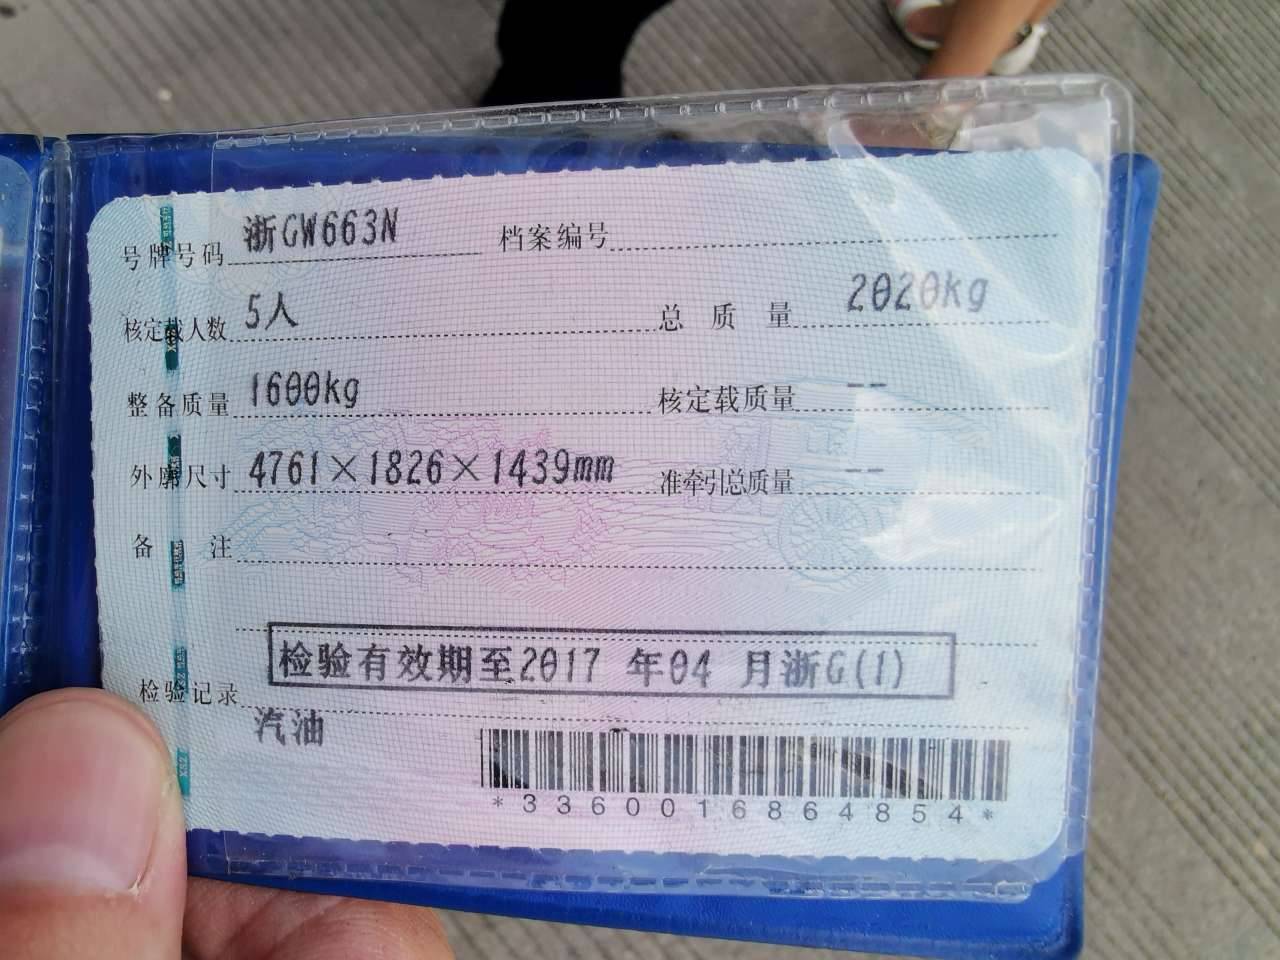 号牌号码 浙GW663N 档案编号
核定载人数 5人 总质量 2020kg
整备质量 1600kg 核定载质量 --
外廓尺寸 4761×1826×1439mm 准牵引总质量 --
备注
检验记录 检验有效期至2017 年04 月浙G(1)
汽油
*3360016864854*